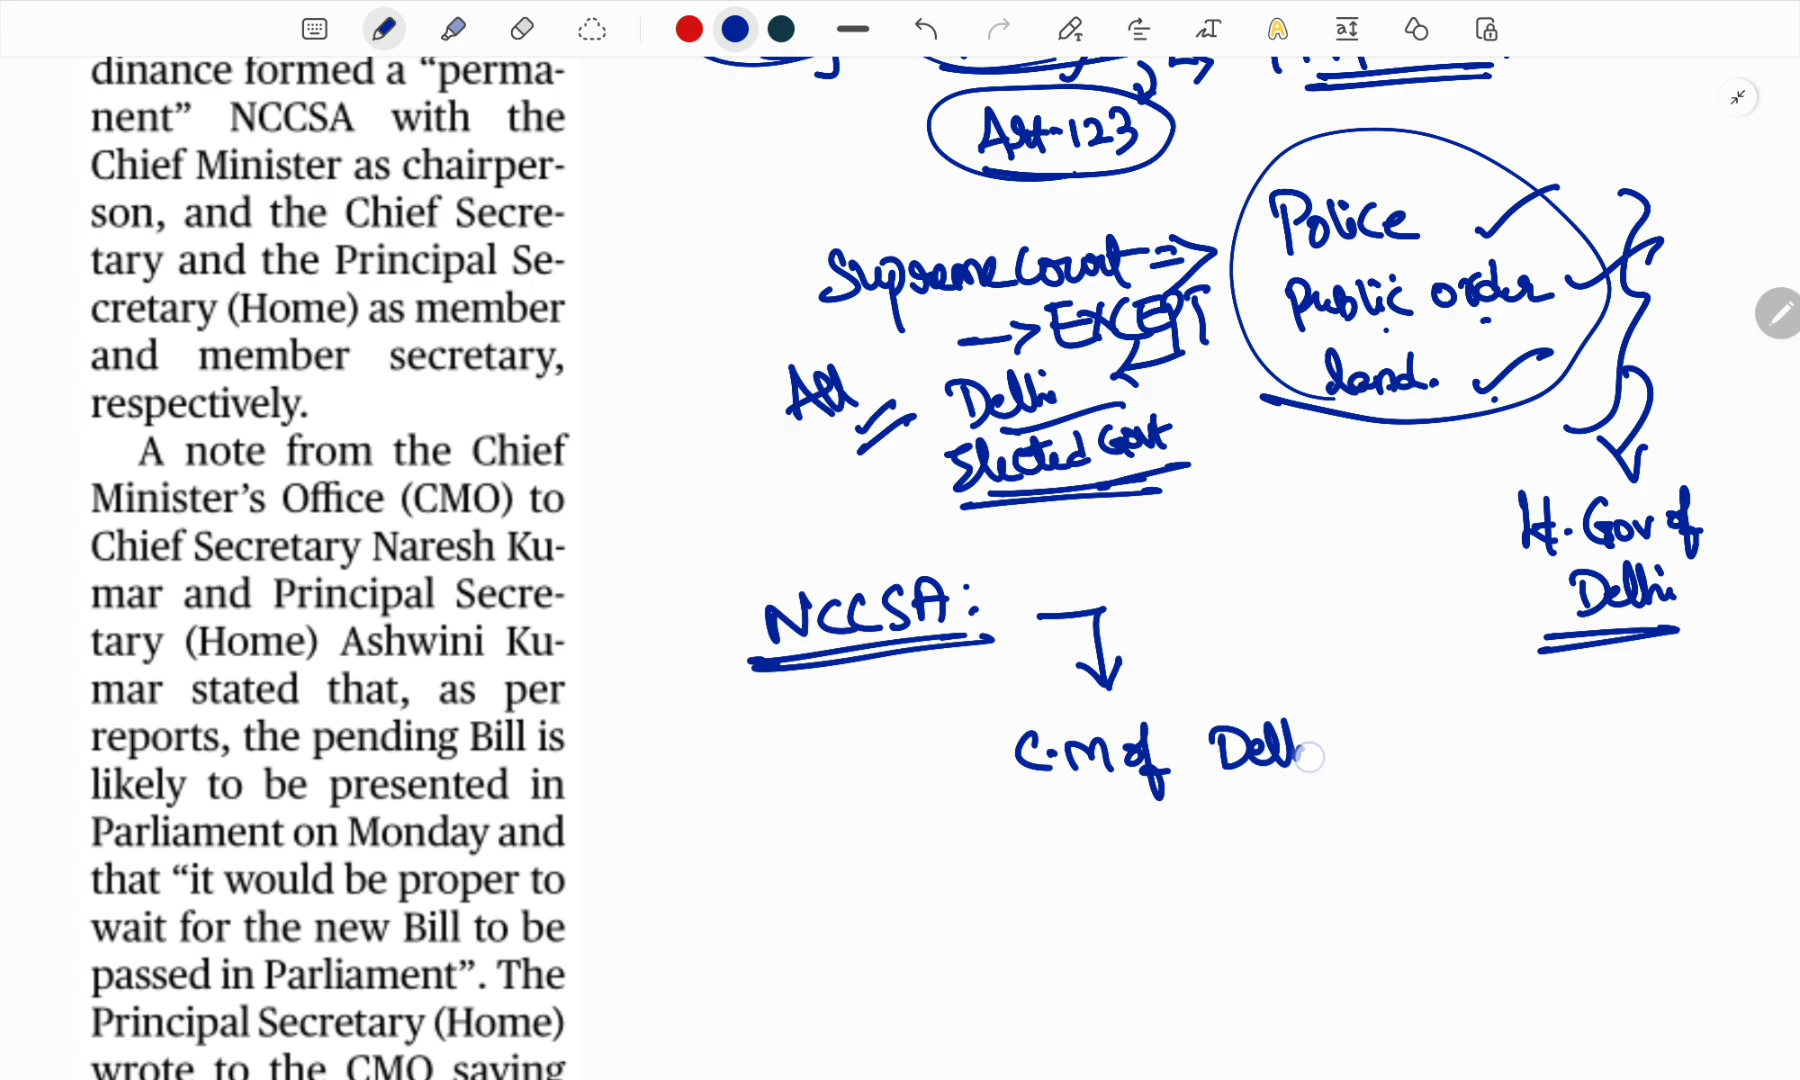 dinance formed a “perma-
nent” NCCSA with the
Chief Minister as chairper-
son, and the Chief Secre-
tary and the Principal Se-
cretary (Home) as member
and member secretary,
respectively.
A note from the Chief
Minister’s Office (CMO) to
Chief Secretary Naresh Ku-
mar and Principal Secre-
tary (Home) Ashwini Ku-
mar stated that, as per
reports, the pending Bill is
likely to be presented in
Parliament on Monday and
that “it would be proper to
wait for the new Bill to be
passed in Parliament”. The
Principal Secretary (Home)
wrote to the CMO saying
Art-123
Supreme Court =>
Police
Public order
land.
→ EXCEPT
All
Delhi
Elected Govt
Lt. Gov of
Delhi
NCCSA:
C.M of Delh